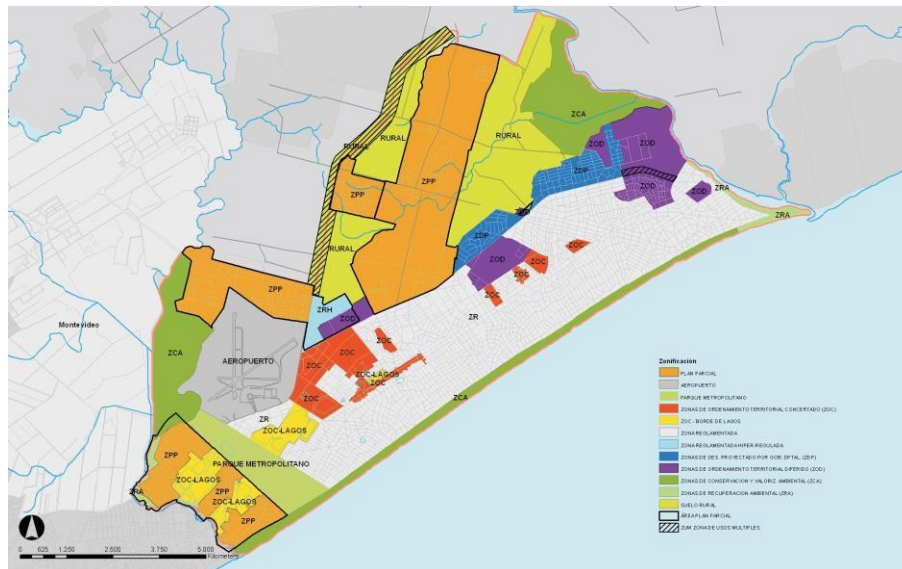 ZCA
RURAL
ZOD
ZOD
RURAL
RURAL
ZDP
ZPP
ZPP
ZOD
ZRA
ZOD
ZRA
RURAL
ZDP
ZOC
ZOD
ZOC
ZOC
ZPP
ZOC
ZRH
ZOD
ZR
Montevideo
ZCA
AEROPUERTO
ZOC
ZOC
ZOC
ZOC-LAGOS
ZOC
ZOC
ZCA
ZR
ZOC-LAGOS
ZPP
PARQUE METROPOLITANO
ZOC-LAGOS
ZPP
ZRA
ZOC-LAGOS
ZPP
Zonificación
PLAN PARCIAL
AEROPUERTO
PARQUE METROPOLITANO
ZONAS DE ORDENAMIENTO TERRITORIAL CONCERTADO (ZOC)
ZOC - BORDE DE LAGOS
ZONA REGLAMENTADA
ZONA REGLAMENTADA HIPER-REGULADA
ZONAS DE DES. PROYECTADO POR GOB. DPTAL. (ZDP)
ZONAS DE ORDENAMIENTO TERRITORIAL DIFERIDO (ZOD)
ZONAS DE CONSERVACION Y VALORIZ. AMBIENTAL (ZCA)
ZONAS DE RECUPERACION AMBIENTAL (ZRA)
SUELO RURAL
ÁREA PLAN PARCIAL
ZUM ZONA DE USOS MULTIPLES
0 625 1.250 2.500 3.750 5.000
Kilometers